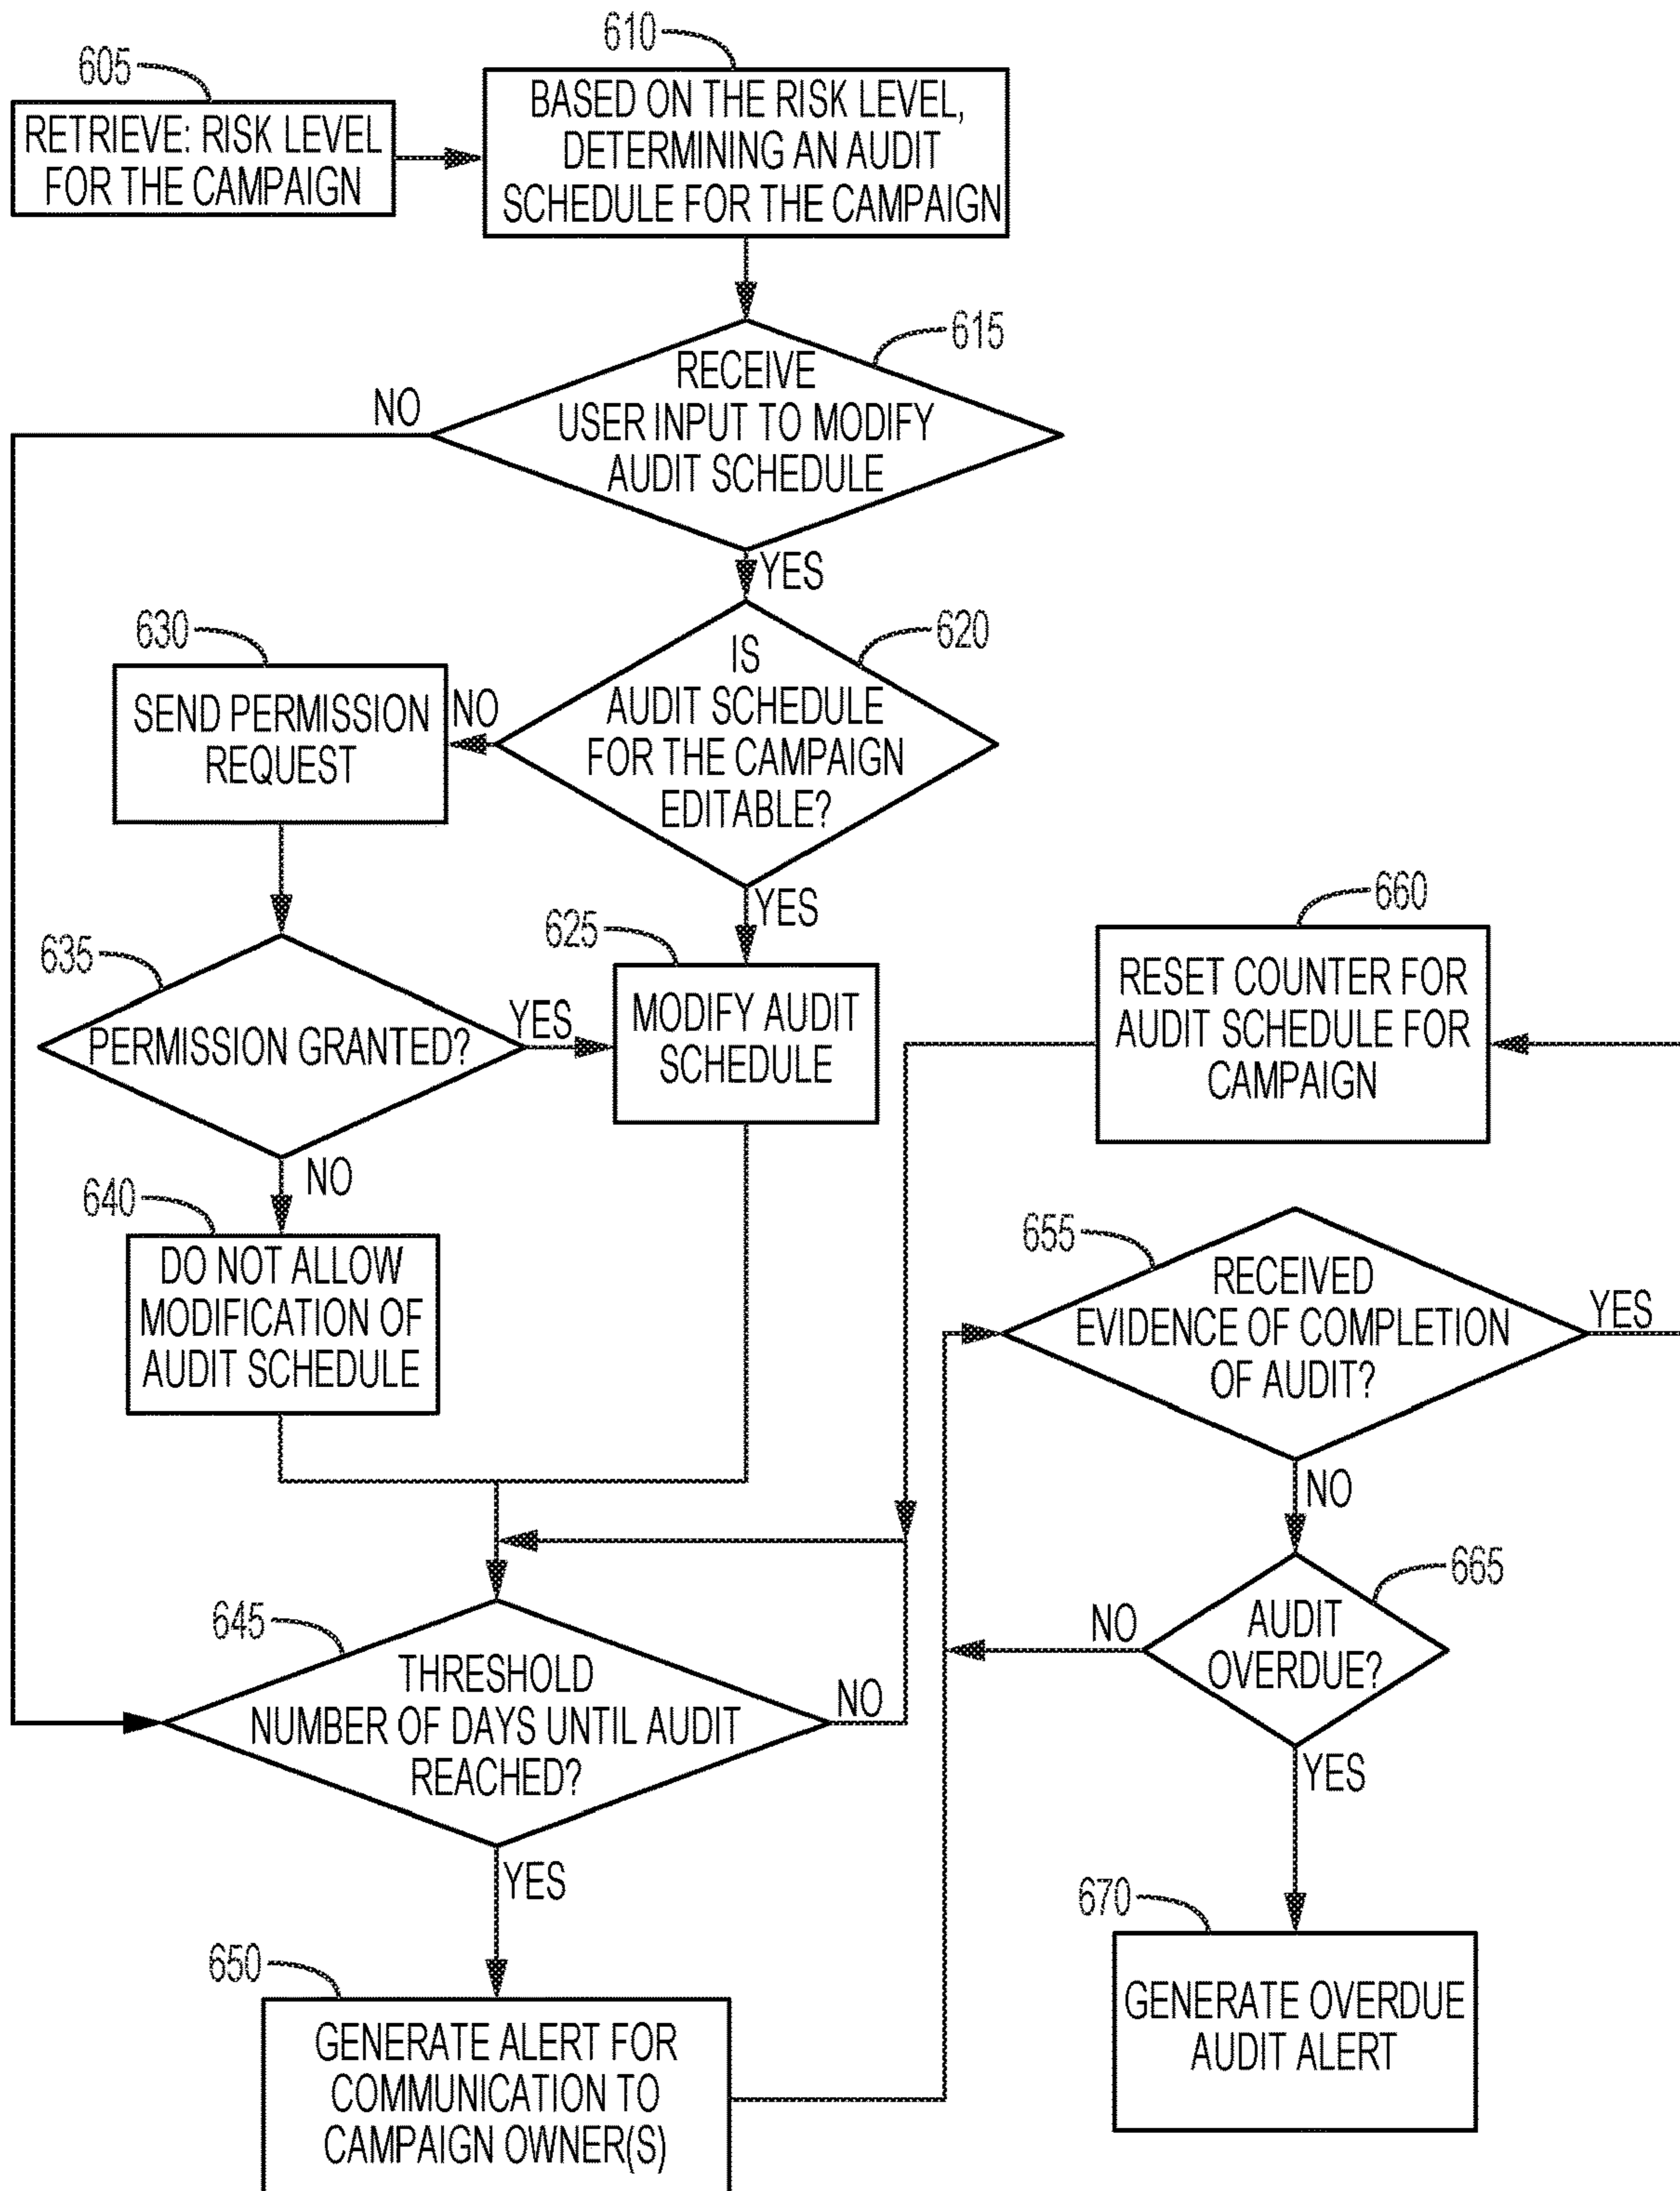 605
RETRIEVE: RISK LEVEL
FOR THE CAMPAIGN
610
BASED ON THE RISK LEVEL,
DETERMINING AN AUDIT
SCHEDULE FOR THE CAMPAIGN
615
RECEIVE
USER INPUT TO MODIFY
AUDIT SCHEDULE
NO
YES
620
IS
AUDIT SCHEDULE
FOR THE CAMPAIGN
EDITABLE?
NO
YES
630
SEND PERMISSION
REQUEST
635
PERMISSION GRANTED?
YES
NO
625
MODIFY AUDIT
SCHEDULE
640
DO NOT ALLOW
MODIFICATION OF
AUDIT SCHEDULE
645
THRESHOLD
NUMBER OF DAYS UNTIL AUDIT
REACHED?
NO
YES
650
GENERATE ALERT FOR
COMMUNICATION TO
CAMPAIGN OWNER(S)
660
RESET COUNTER FOR
AUDIT SCHEDULE FOR
CAMPAIGN
655
RECEIVED
EVIDENCE OF COMPLETION
OF AUDIT?
YES
NO
665
AUDIT
OVERDUE?
NO
YES
670
GENERATE OVERDUE
AUDIT ALERT